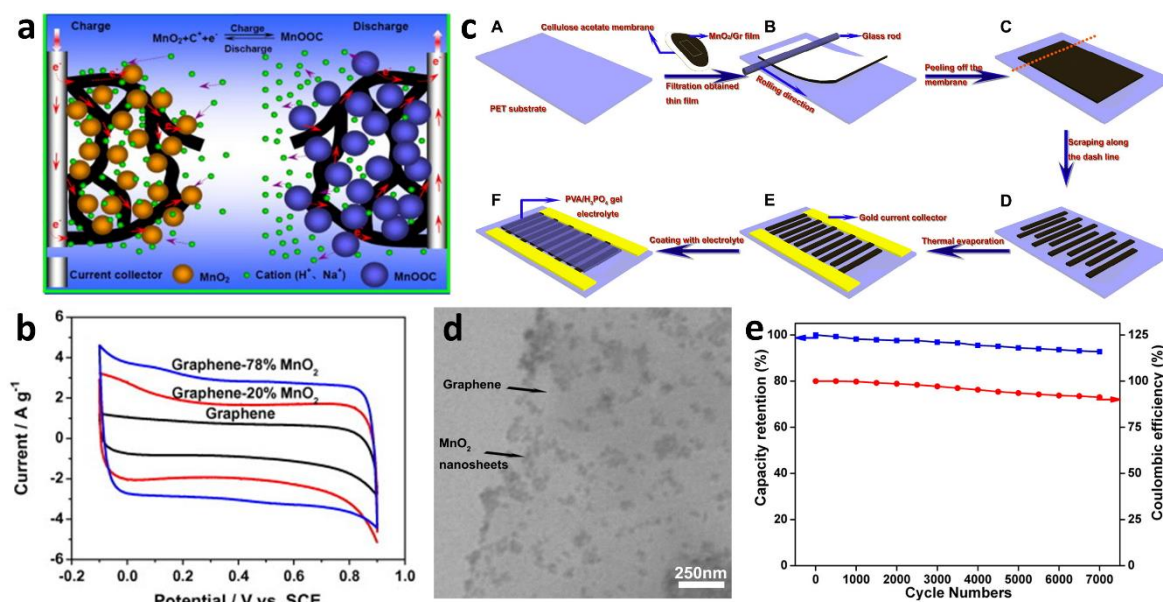 a
Charge
Discharge
MnO₂+C⁺+e⁻ Charge Discharge MnOOC
e⁻
e⁻
e⁻
e⁻
Current collector MnO₂ Cation (H⁺、Na⁺) MnOOC
b
Current / A g⁻¹
6
4
2
0
-2
-4
-6
Graphene-78% MnO₂
Graphene-20% MnO₂
Graphene
-0.2 0.0 0.2 0.4 0.6 0.8 1.0
Potential / V vs. SCE
c
A
PET substrate
Cellulose acetate membrane
MnO₂/Gr film
Filtration obtained
thin film
B
Glass rod
Rolling direction
Peeling off the
membrane
C
Scraping along
the dash line
D
Thermal evaporation
E
Gold current collector
Coating with electrolyte
F
PVA/H₃PO₄ gel
electrolyte
d
Graphene
MnO₂
nanosheets
250nm
e
Capacity retention (%)
100
80
60
40
20
0
Coulombic efficiency (%)
125
100
75
50
25
0
0 1000 2000 3000 4000 5000 6000 7000
Cycle Numbers